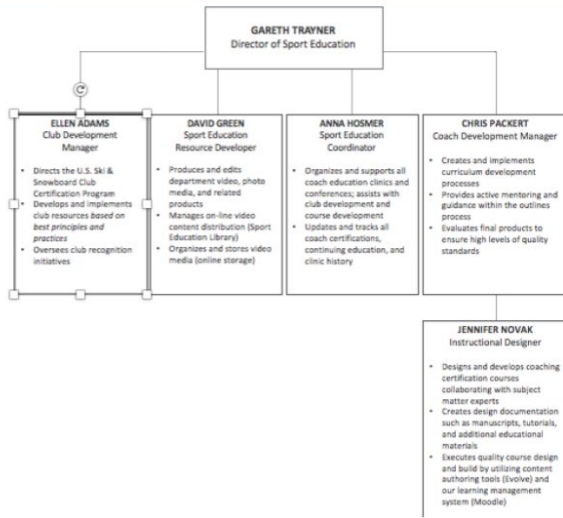 GARETH TRAYNER
Director of Sport Education
ELLEN ADAMS
Club Development
Manager
• Directs the U.S. Ski &
Snowboard Club
Certification Program
• Develops and implements
club resources based on
best principles and
practices
• Oversees club recognition
initiatives
DAVID GREEN
Sport Education
Resource Developer
• Produces and edits
department video, photo
media, and related
products
• Manages on-line video
content distribution (Sport
Education Library)
• Organizes and stores video
media (online storage)
ANNA HOSMER
Sport Education
Coordinator
• Organizes and supports all
coach education clinics and
conferences; assists with
club development and
course development
• Updates and tracks all
coach certifications,
continuing education, and
clinic history
CHRIS PACKERT
Coach Development Manager
• Creates and implements
curriculum development
processes
• Provides active mentoring and
guidance within the outlines
process
• Evaluates final products to
ensure high levels of quality
standards
JENNIFER NOVAK
Instructional Designer
• Designs and develops coaching
certification courses
collaborating with subject
matter experts
• Creates design documentation
such as manuscripts, tutorials,
and additional educational
materials
• Executes quality course design
and build by utilizing content
authoring tools (Evolve) and
our learning management
system (Moodle)